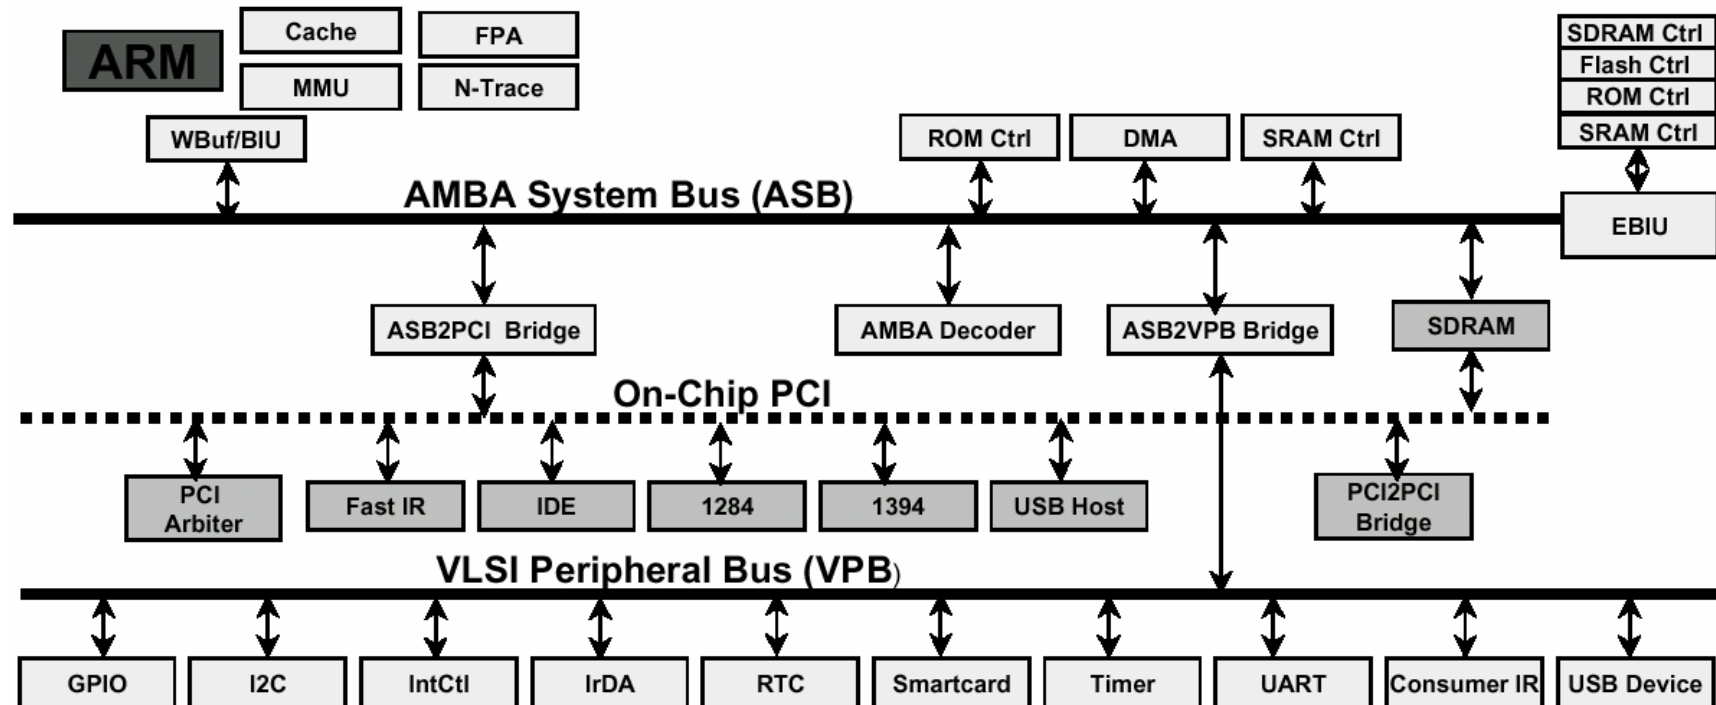 ARM
Cache
FPA
MMU
N-Trace
WBuf/BIU
ROM Ctrl
DMA
SRAM Ctrl
SDRAM Ctrl
Flash Ctrl
ROM Ctrl
SRAM Ctrl
AMBA System Bus (ASB)
EBIU
ASB2PCI Bridge
AMBA Decoder
ASB2VPB Bridge
SDRAM
On-Chip PCI
PCI
Arbiter
Fast IR
IDE
1284
1394
USB Host
PCI2PCI
Bridge
VLSI Peripheral Bus (VPB)
GPIO
I2C
IntCtl
IrDA
RTC
Smartcard
Timer
UART
Consumer IR
USB Device